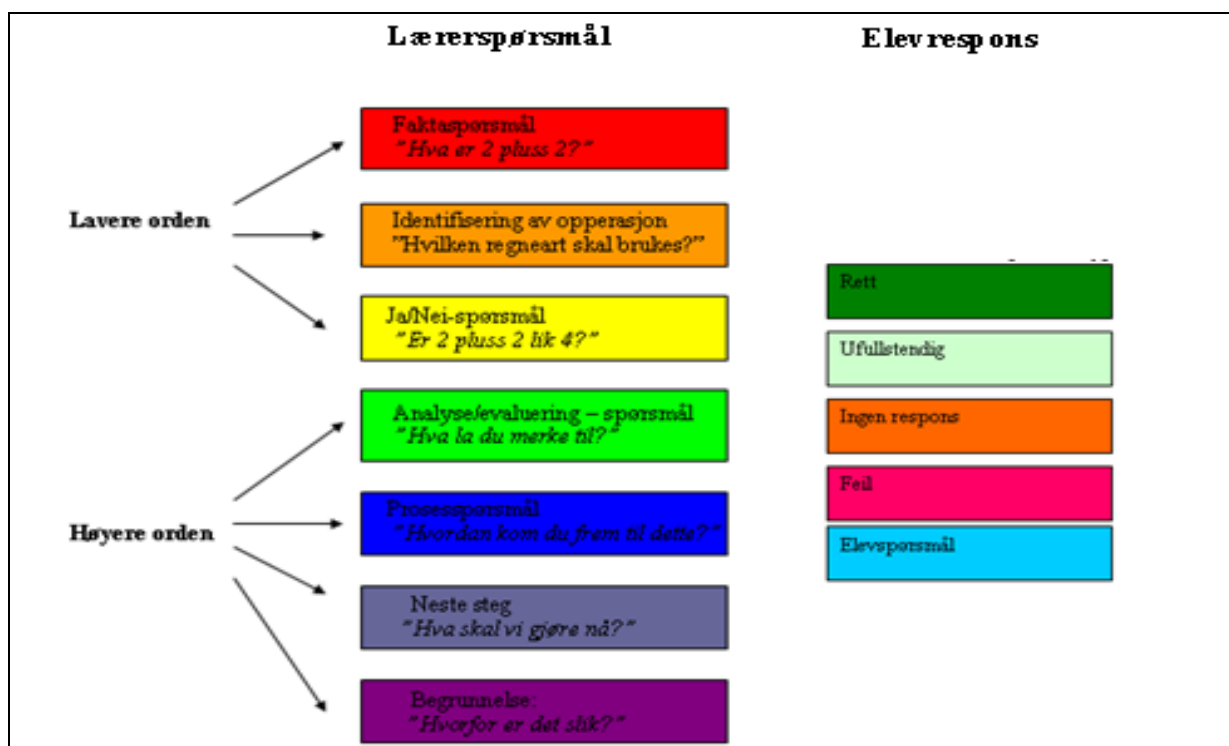 Lærerspørsmål
Elevrespons
Faktaspørsmål
"Hva er 2 pluss 2?"
Lavere orden
Identifisering av opperasjon
"Hvilken regneart skal brukes?"
Ja/Nei-spørsmål
"Er 2 pluss 2 lik 4?"
Analyse/evaluering – spørsmål
"Hva la du merke til?"
Høyere orden
Prosesspørsmål
"Hvordan kom du frem til dette?"
Neste steg
"Hva skal vi gjøre nå?"
Begrunnelse:
"Hvorfor er det slik?"
Rett
Ufullstendig
Ingen respons
Feil
Elevspørsmål